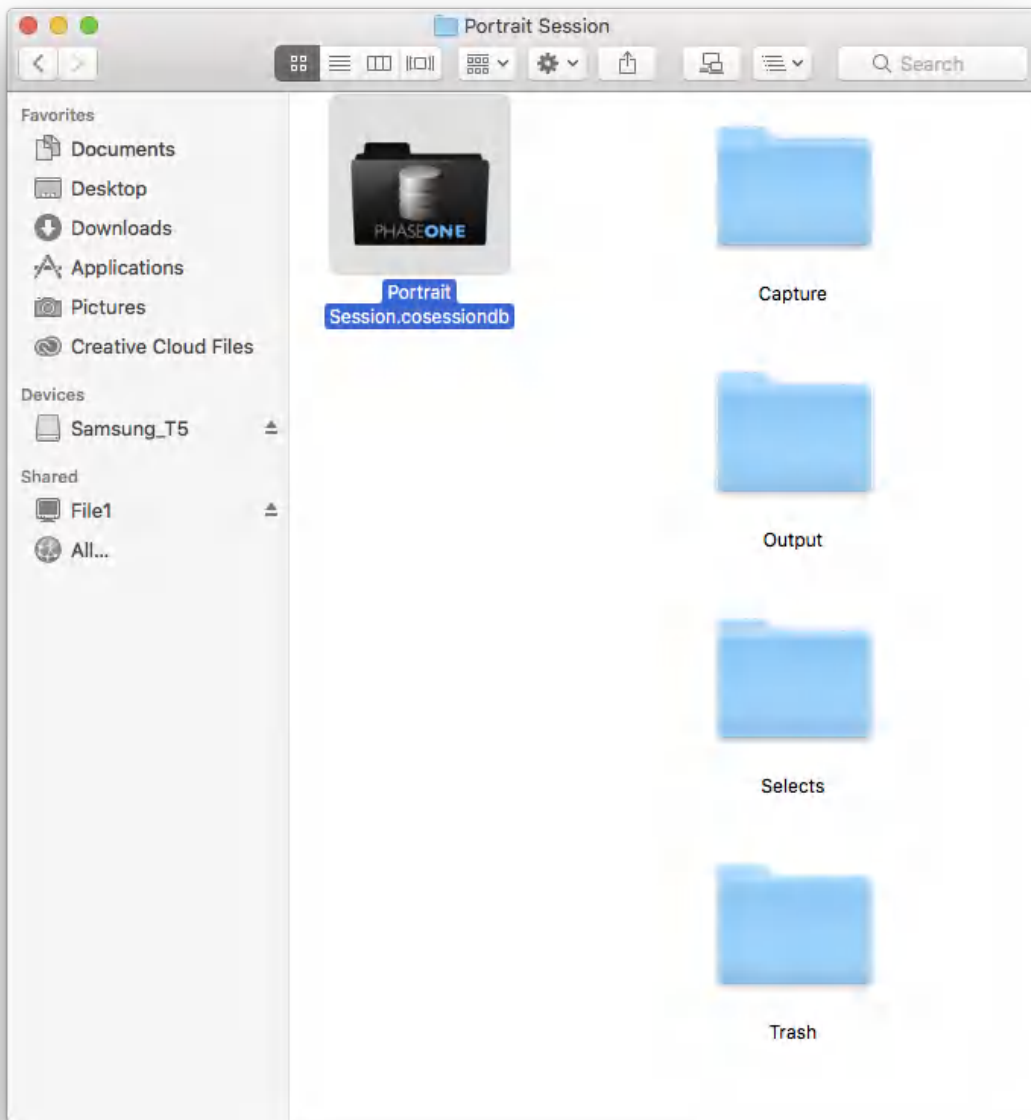 Portrait Session
Search
Favorites
Documents
Desktop
Downloads
Applications
Pictures
Creative Cloud Files
Devices
Samsung_T5
Shared
File1
All...
PHASEONE
Portrait
Session.cosessiondb
Capture
Output
Selects
Trash